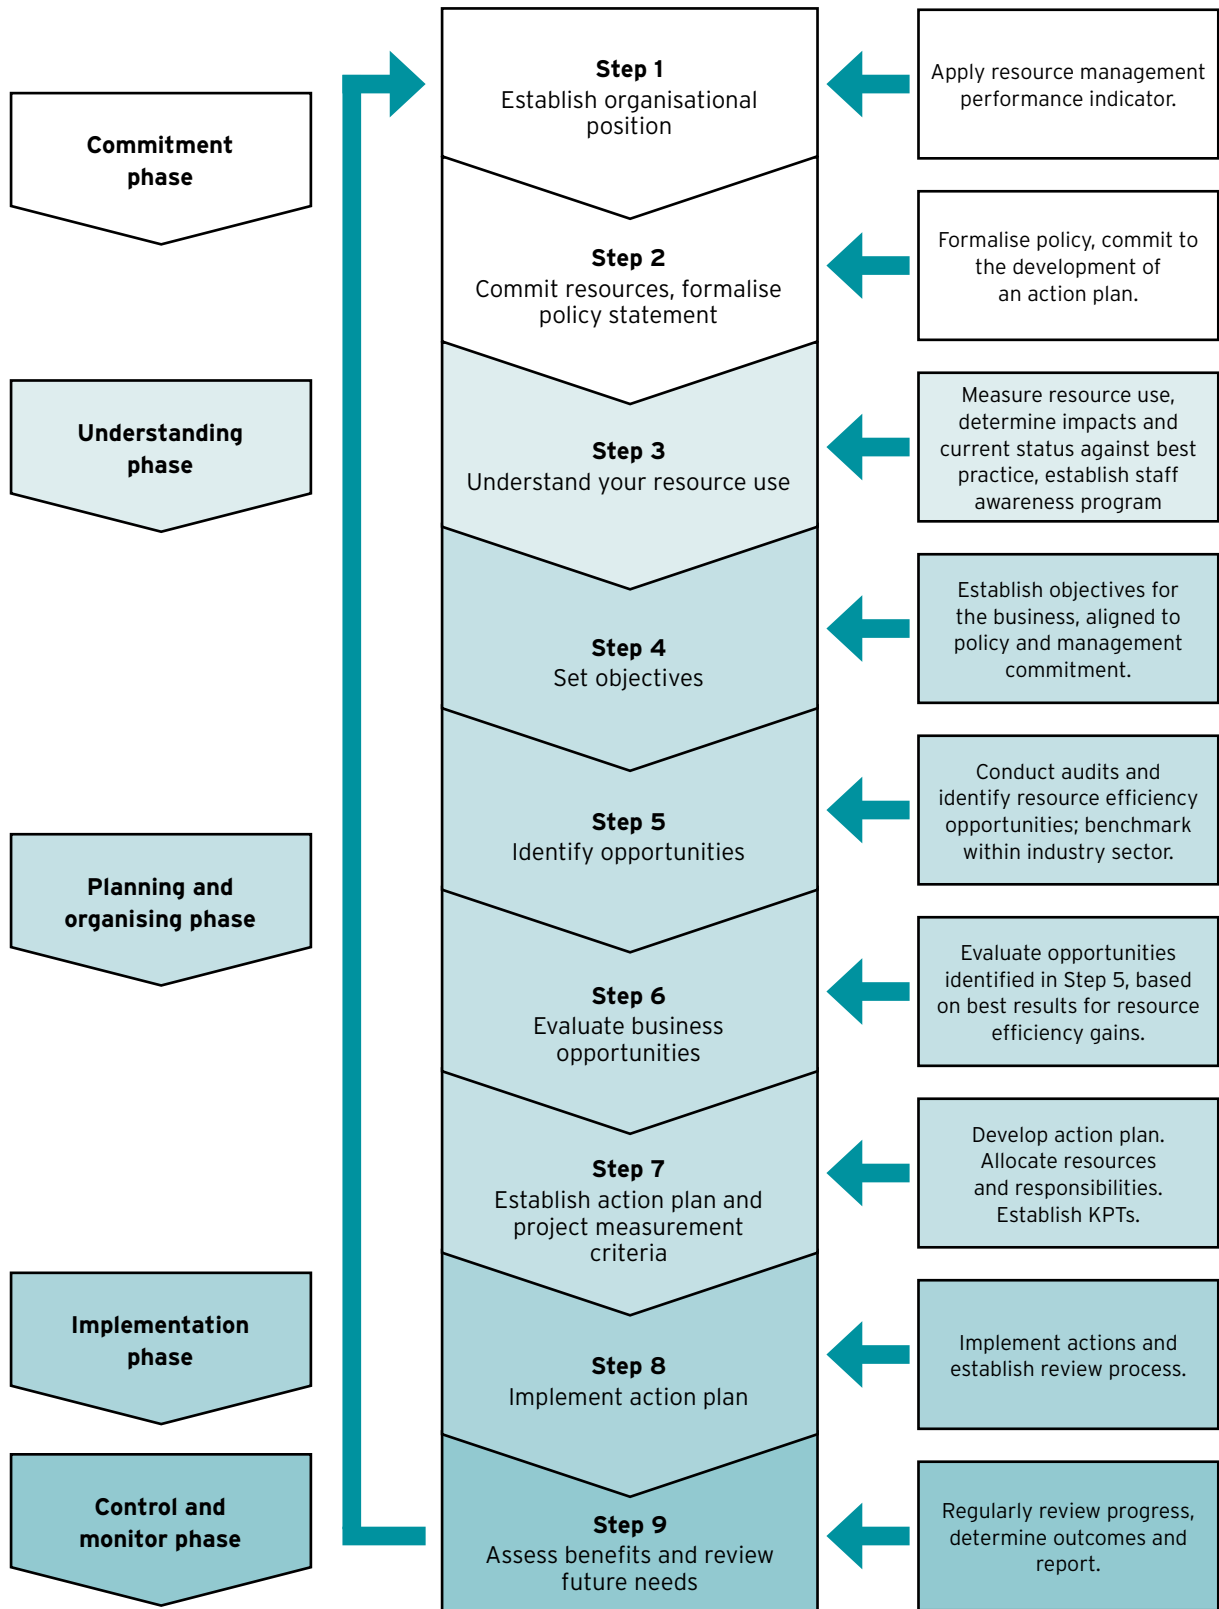 Commitment
phase
Understanding
phase
Planning and
organising phase
Implementation
phase
Control and
monitor phase
Step 1
Establish organisational
position
Step 2
Commit resources, formalise
policy statement
Step 3
Understand your resource use
Step 4
Set objectives
Step 5
Identify opportunities
Step 6
Evaluate business
opportunities
Step 7
Establish action plan and
project measurement
criteria
Step 8
Implement action plan
Step 9
Assess benefits and review
future needs
Apply resource management
performance indicator.
Formalise policy, commit to
the development of
an action plan.
Measure resource use,
determine impacts and
current status against best
practice, establish staff
awareness program
Establish objectives for
the business, aligned to
policy and management
commitment.
Conduct audits and
identify resource efficiency
opportunities; benchmark
within industry sector.
Evaluate opportunities
identified in Step 5, based
on best results for resource
efficiency gains.
Develop action plan.
Allocate resources
and responsibilities.
Establish KPTs.
Implement actions and
establish review process.
Regularly review progress,
determine outcomes and
report.